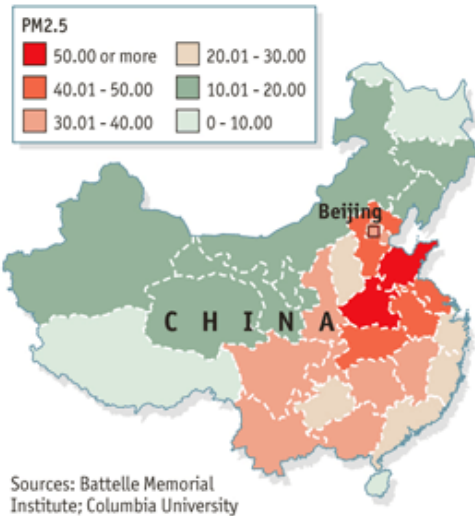 PM2.5
50.00 or more
20.01 - 30.00
40.01 - 50.00
10.01 - 20.00
30.01 - 40.00
0 - 10.00
Beijing
CHINA
Sources: Battelle Memorial
Institute; Columbia University